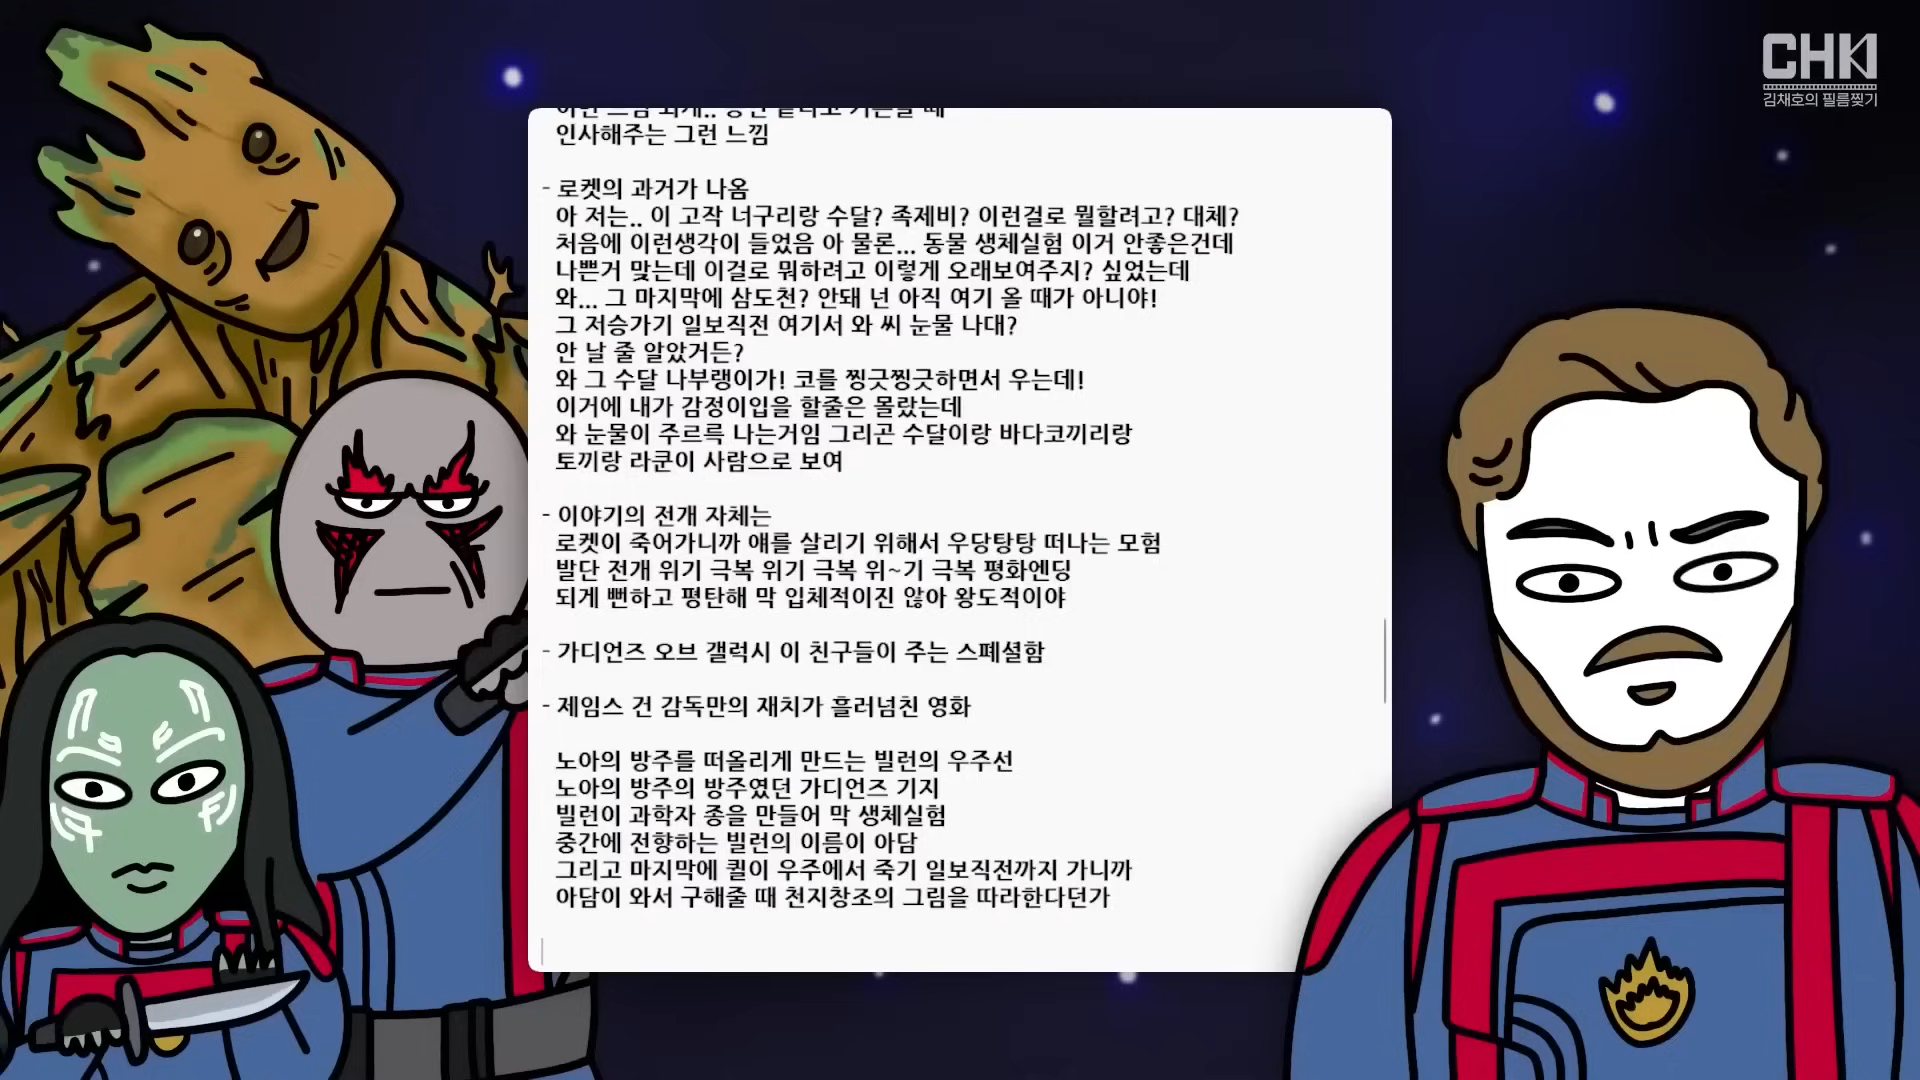 CHKI
김채호의 필름찢기
인사해주는 그런 느낌
- 로켓의 과거가 나옴
아 저는.. 이 고작 너구리랑 수달? 족제비? 이런걸로 뭘할려고? 대체?
처음에 이런생각이 들었음 아 물론... 동물 생체실험 이거 안좋은건데
나쁜거 맞는데 이걸로 뭐하려고 이렇게 오래보여주지? 싶었는데
와... 그 마지막에 삼도천? 안돼 넌 아직 여기 올 때가 아니야!
그 저승가기 일보직전 여기서 와 씨 눈물 나대?
안 날 줄 알았거든?
와 그 수달 나부랭이가! 코를 찡긋찡긋하면서 우는데!
이거에 내가 감정이입을 할줄은 몰랐는데
와 눈물이 주르륵 나는거임 그리곤 수달이랑 바다코끼리랑
토끼랑 라쿤이 사람으로 보여
- 이야기의 전개 자체는
로켓이 죽어가니까 얘를 살리기 위해서 우당탕탕 떠나는 모험
발단 전개 위기 극복 위기 극복 위~기 극복 평화엔딩
되게 뻔하고 평탄해 막 입체적이진 않아 왕도적이야
- 가디언즈 오브 갤럭시 이 친구들이 주는 스페셜함
- 제임스 건 감독만의 재치가 흘러넘친 영화
노아의 방주를 떠올리게 만드는 빌런의 우주선
노아의 방주의 방주였던 가디언즈 기지
빌런이 과학자 종을 만들어 막 생체실험
중간에 전향하는 빌런의 이름이 아담
그리고 마지막에 퀼이 우주에서 죽기 일보직전까지 가니까
아담이 와서 구해줄 때 천지창조의 그림을 따라한다던가